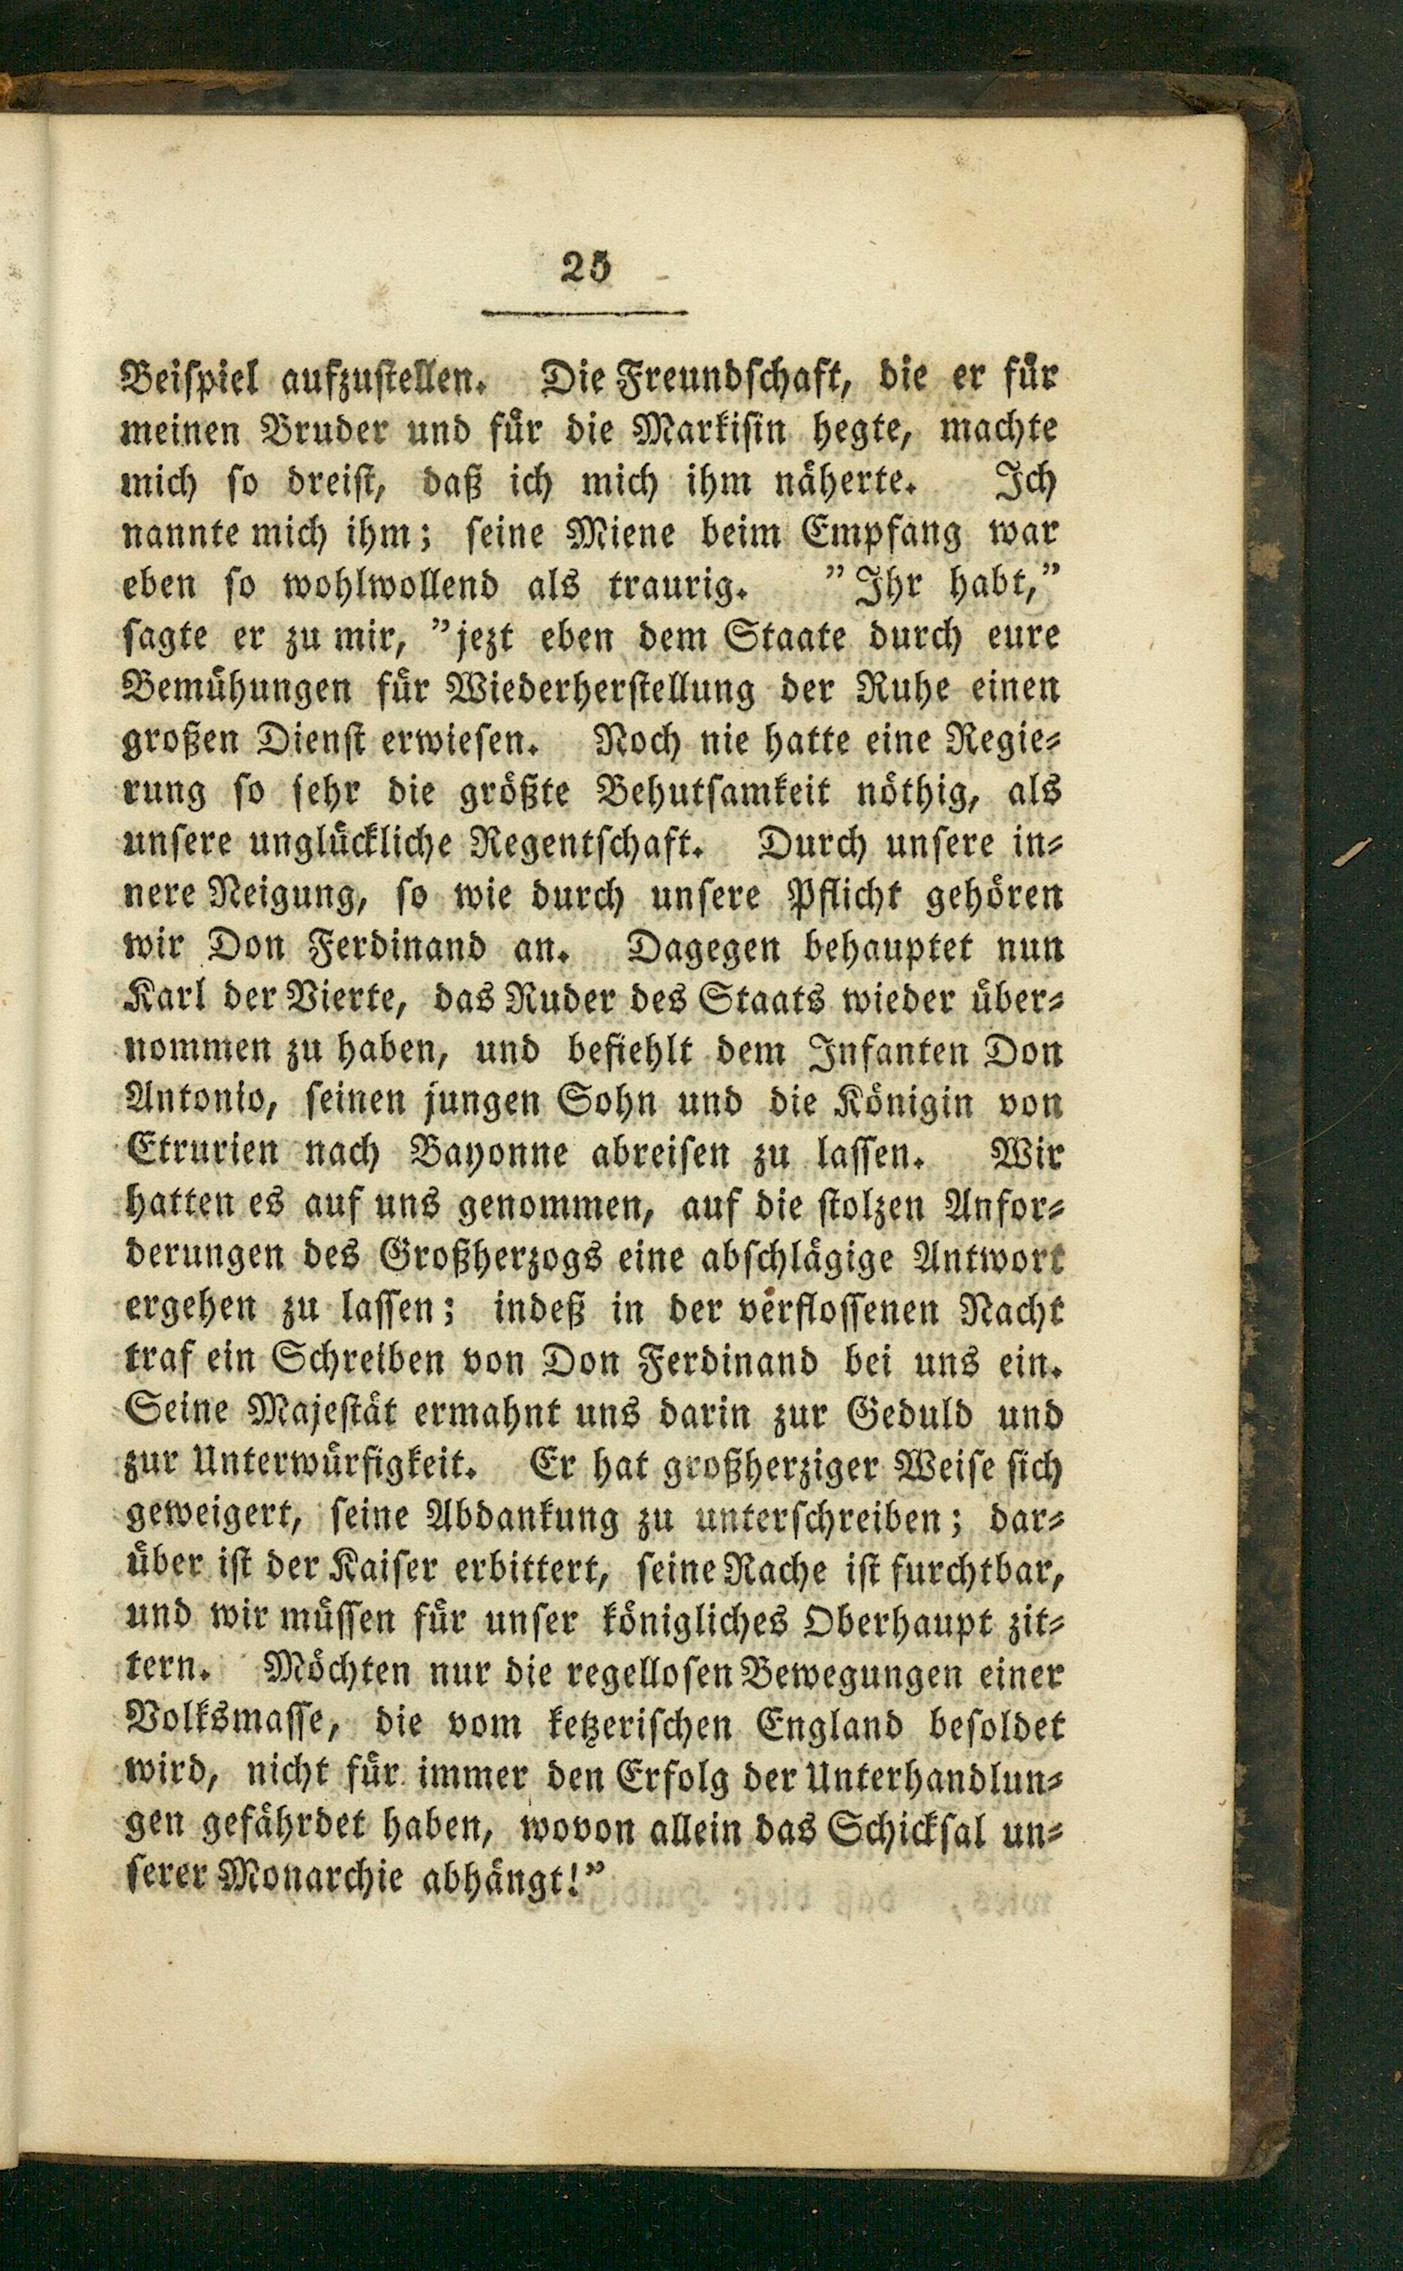 25
Beispiel aufzustellen. Die Freundschaft, die er für
meinen Bruder und für die Markisin hegte, machte
mich so dreist, daß ich mich ihm näherte. Ich
nannte mich ihm; seine Miene beim Empfang war
eben so wohlwollend als traurig. ”Ihr habt,”
sagte er zu mir, ”jezt eben dem Staate durch eure
Bemühungen für Wiederherstellung der Ruhe einen
großen Dienst erwiesen. Noch nie hatte eine Regie-
rung so sehr die größte Behutsamkeit nöthig, als
unsere unglückliche Regentschaft. Durch unsere in-
nere Neigung, so wie durch unsere Pflicht gehören
wir Don Ferdinand an. Dagegen behauptet nun
Karl der Vierte, das Ruder des Staats wieder über-
nommen zu haben, und befiehlt dem Infanten Don
Antonio, seinen jungen Sohn und die Königin von
Etrurien nach Bayonne abreisen zu lassen. Wir
hatten es auf uns genommen, auf die stolzen Anfor-
derungen des Großherzogs eine abschlägige Antwort
ergehen zu lassen; indeß in der verflossenen Nacht
traf ein Schreiben von Don Ferdinand bei uns ein.
Seine Majestät ermahnt uns darin zur Geduld und
zur Unterwürfigkeit. Er hat großherziger Weise sich
geweigert, seine Abdankung zu unterschreiben; dar-
über ist der Kaiser erbittert, seine Rache ist furchtbar,
und wir müssen für unser königliches Oberhaupt zit-
tern. Möchten nur die regellosen Bewegungen einer
Volksmasse, die vom ketzerischen England besoldet
wird, nicht für immer den Erfolg der Unterhandlun-
gen gefährdet haben, wovon allein das Schicksal un-
serer Monarchie abhängt!”